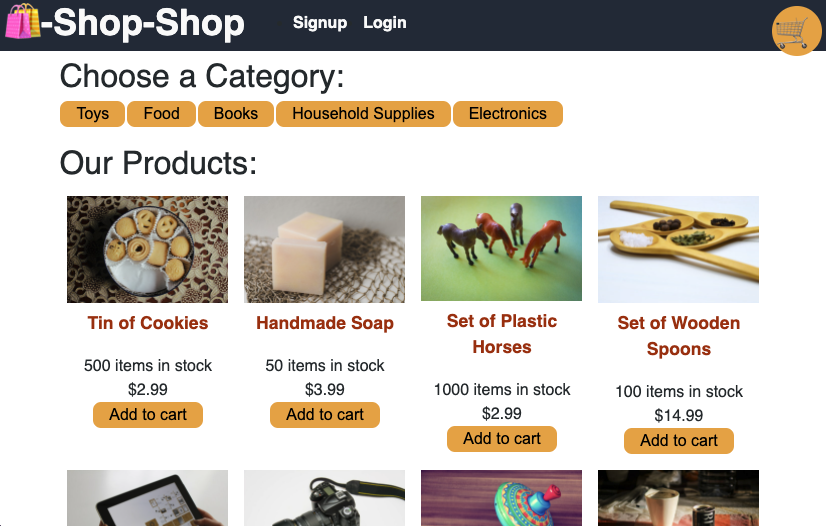 -Shop-Shop
Signup Login
Choose a Category:
Toys Food Books Household Supplies Electronics
Our Products:
Tin of Cookies
500 items in stock
$2.99
Add to cart
Handmade Soap
50 items in stock
$3.99
Add to cart
Set of Plastic
Horses
1000 items in stock
$2.99
Add to cart
Set of Wooden
Spoons
100 items in stock
$14.99
Add to cart